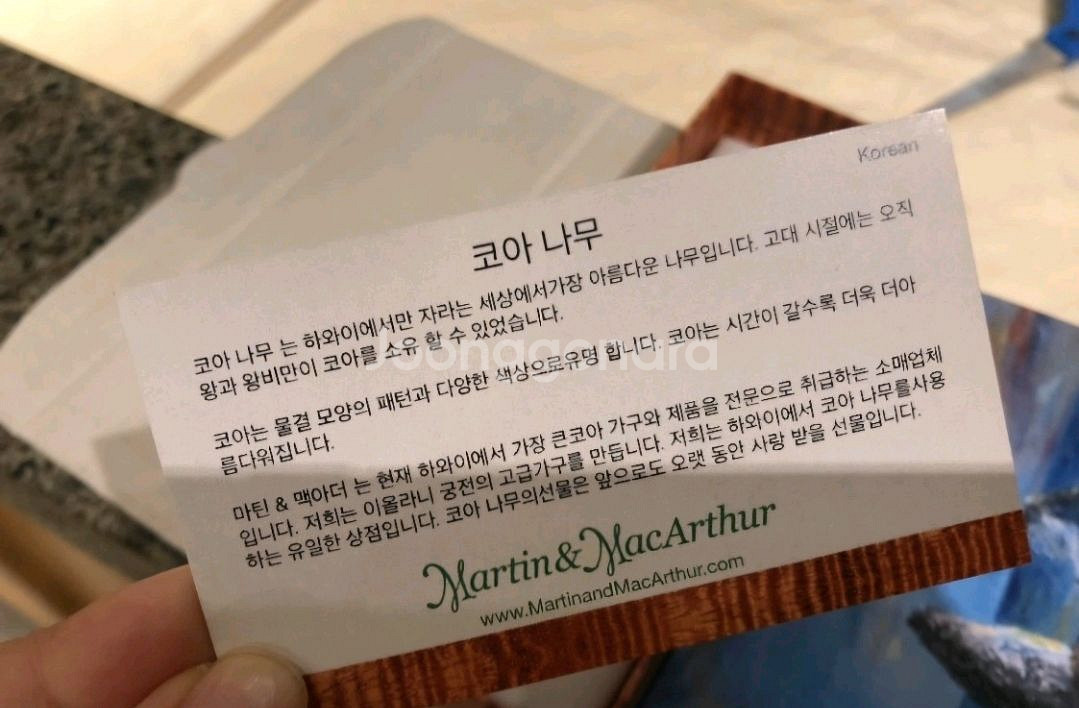 Korean
코아 나무
코아 나무 는 하와이에서만 자라는 세상에서가장 아름다운 나무입니다. 고대 시절에는 오직
왕과 왕비만이 코아를 소유 할 수 있었습니다.
코아는 물결 모양의 패턴과 다양한 색상으로유명 합니다. 코아는 시간이 갈수록 더욱 더아
름다워집니다.
마틴 & 맥아더 는 현재 하와이에서 가장 큰코아 가구와 제품을 전문으로 취급하는 소매업체
입니다. 저희는 이올라니 궁전의 고급가구를 만듭니다. 저희는 하와이에서 코아 나무를사용
하는 유일한 상점입니다. 코아 나무의선물은 앞으로도 오랫 동안 사랑 받을 선물입니다.
Martin&MacArthur
www.MartinandMacArthur.com
Joonggonara